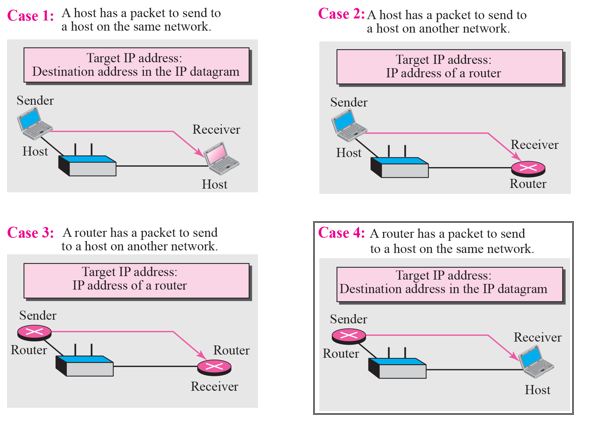 Case 1: A host has a packet to send to
a host on the same network.
Target IP address:
Destination address in the IP datagram
Sender
Host
Receiver
Host
Case 2: A host has a packet to send to
a host on another network.
Target IP address:
IP address of a router
Sender
Host
Receiver
Router
Case 3: A router has a packet to send
to a host on another network.
Target IP address:
IP address of a router
Sender
Router
Router
Receiver
Case 4: A router has a packet to send
to a host on the same network.
Target IP address:
Destination address in the IP datagram
Sender
Router
Receiver
Host